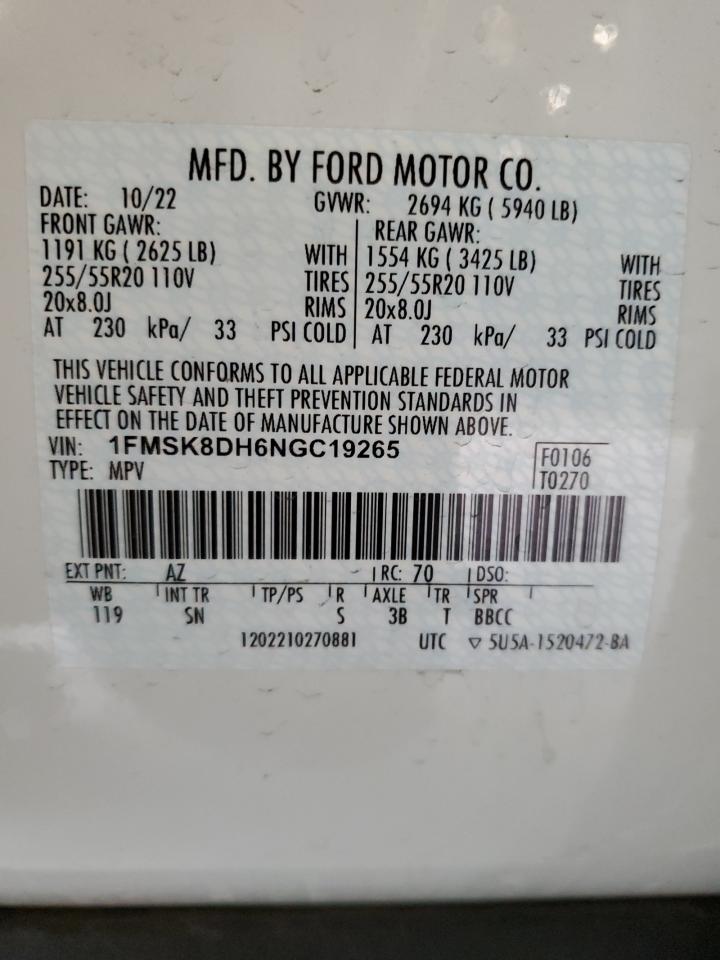 MFD. BY FORD MOTOR CO.
DATE: 10/22 GVWR: 2694 KG ( 5940 LB)
FRONT GAWR: REAR GAWR:
1191 KG ( 2625 LB) WITH 1554 KG ( 3425 LB) WITH
255/55R20 110V TIRES 255/55R20 110V TIRES
20x8.0J RIMS 20x8.0J RIMS
AT 230 kPa/ 33 PSI COLD AT 230 kPa/ 33 PSI COLD
THIS VEHICLE CONFORMS TO ALL APPLICABLE FEDERAL MOTOR
VEHICLE SAFETY AND THEFT PREVENTION STANDARDS IN
EFFECT ON THE DATE OF MANUFACTURE SHOWN ABOVE.
VIN: 1FMSK8DH6NGC19265 F0106
TYPE: MPV T0270
EXT PNT: AZ RC: 70 DSO:
WB INT TR TP/PS R AXLE TR SPR
119 SN S 3B T BBCC
1202210270881 UTC ▽ 5U5A-1520472-BA